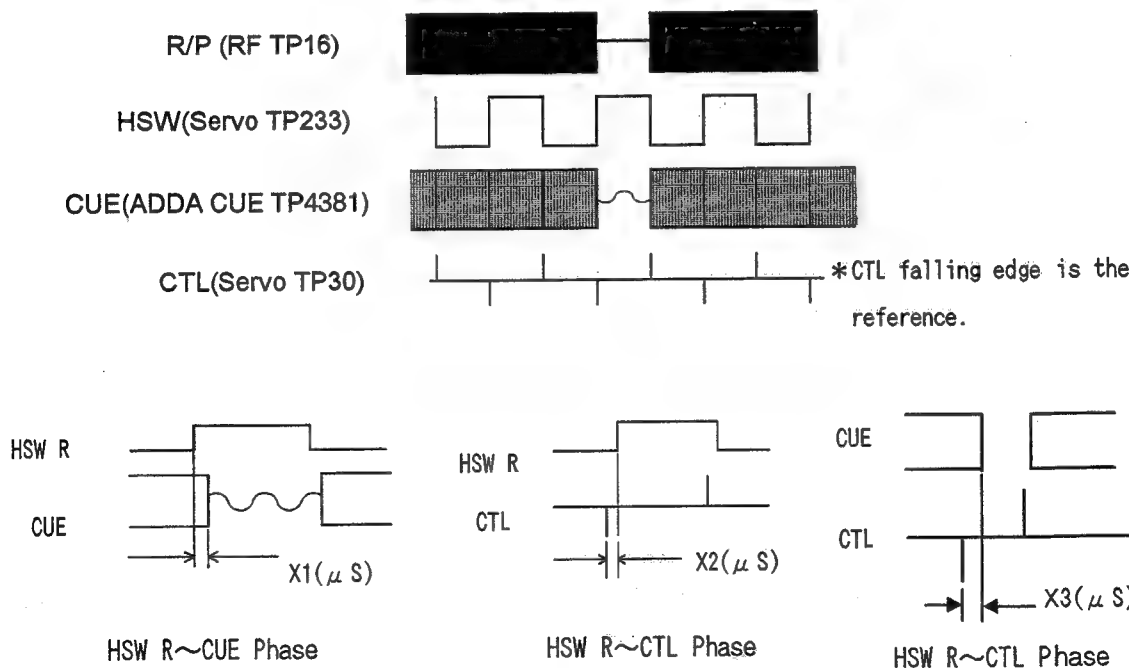 R/P (RF TP16)
HSW(Servo TP233)
CUE(ADDA CUE TP4381)
CTL(Servo TP30)
*CTL falling edge is the
reference.
HSW R
CUE
X1(μS)
HSW R~CUE Phase
HSW R
CTL
X2(μS)
HSW R~CTL Phase
CUE
CTL
X3(μS)
HSW R~CTL Phase